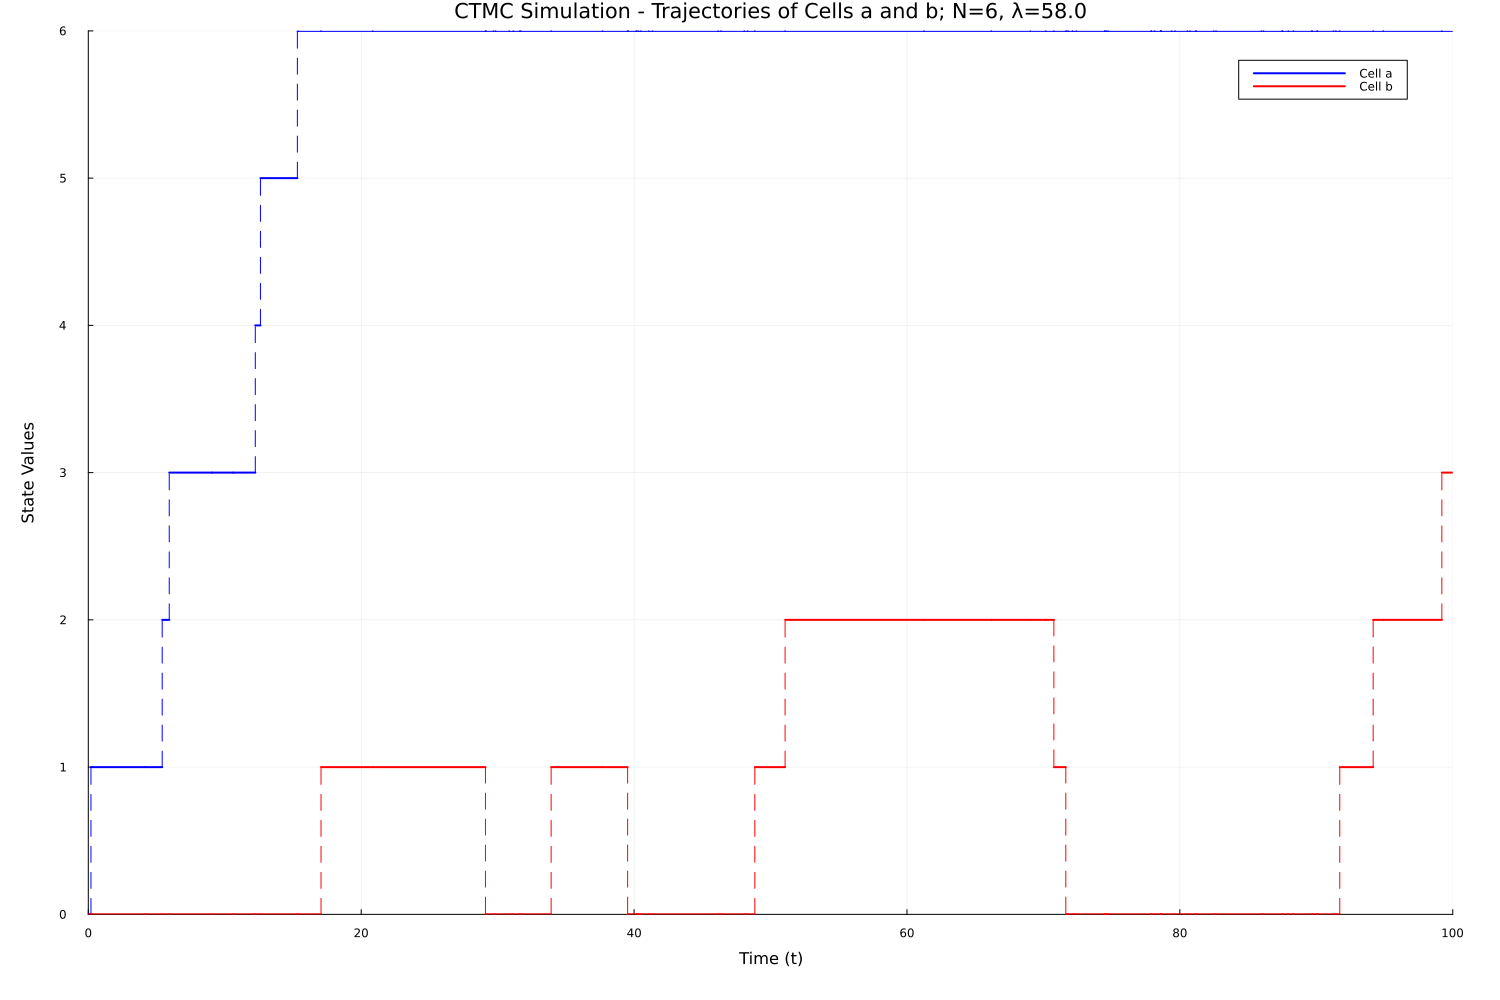 CTMC Simulation - Trajectories of Cells a and b; N=6, λ=58.0
6
5
4
3
2
1
0
State Values
Cell a
Cell b
0 20 40 60 80 100
Time (t)